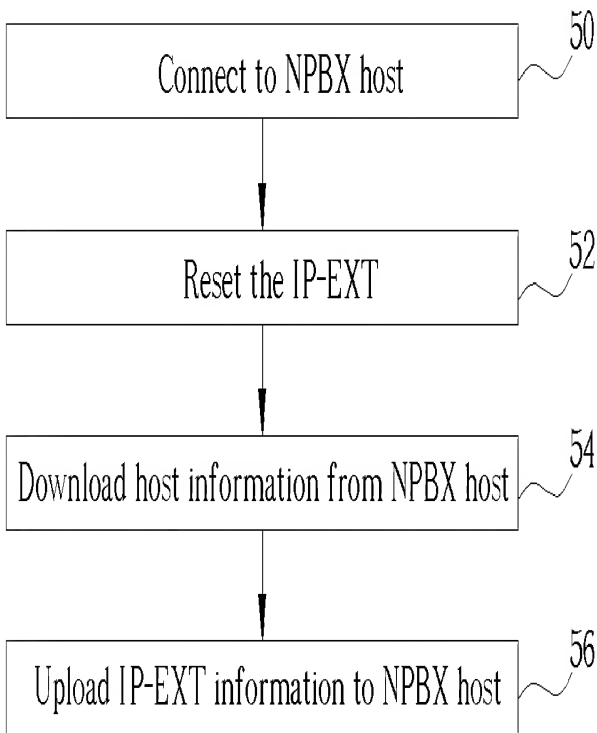 50
Connect to NPBX host
52
Reset the IP-EXT
54
Download host information from NPBX host
56
Upload IP-EXT information to NPBX host